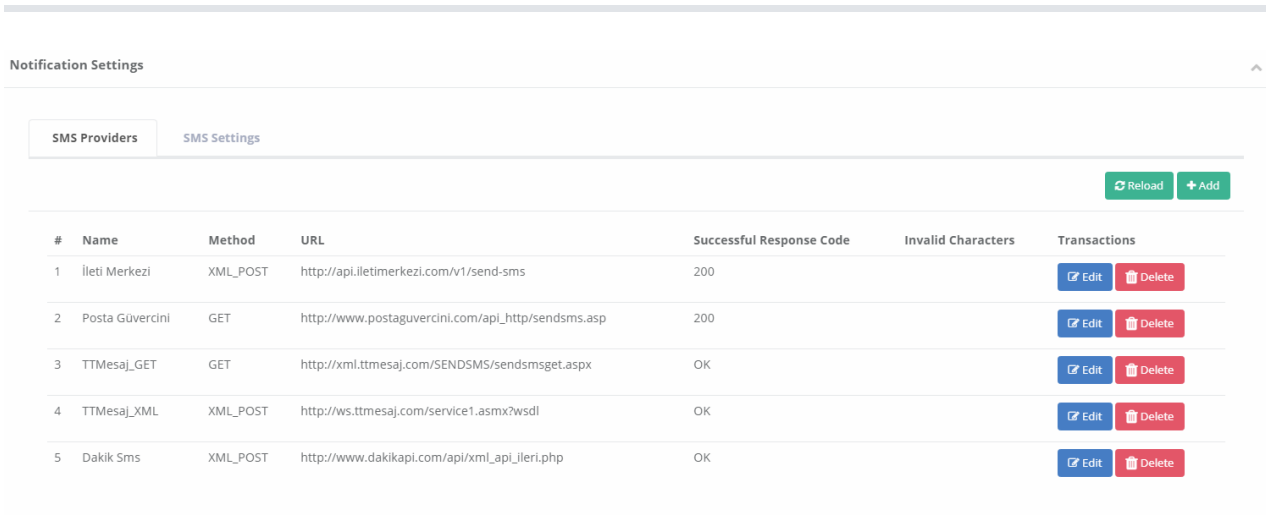 Notification Settings
SMS Providers SMS Settings
Reload Add
# Name Method URL Successful Response Code Invalid Characters Transactions
1 İleti Merkezi XML_POST http://api.iletimerkezi.com/v1/send-sms 200 Edit Delete
2 Posta Güvercini GET http://www.postaguvercini.com/api_http/sendsms.asp 200 Edit Delete
3 TTMesaj_GET GET http://xml.ttmesaj.com/SENDSMS/sendsmsget.aspx OK Edit Delete
4 TTMesaj_XML XML_POST http://ws.ttmesaj.com/service1.asmx?wsdl OK Edit Delete
5 Dakik Sms XML_POST http://www.dakikapi.com/api/xml_api_ileri.php OK Edit Delete